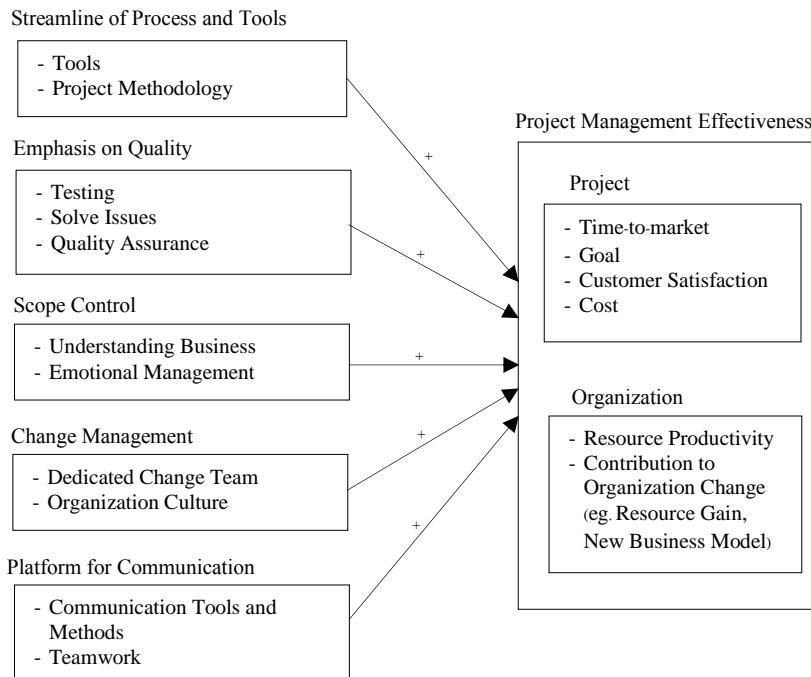 Streamline of Process and Tools
- Tools
- Project Methodology
Emphasis on Quality
- Testing
- Solve Issues
- Quality Assurance
Scope Control
- Understanding Business
- Emotional Management
Change Management
- Dedicated Change Team
- Organization Culture
Platform for Communication
- Communication Tools and
Methods
- Teamwork
+
+
+
+
+
Project Management Effectiveness
Project
- Time-to-market
- Goal
- Customer Satisfaction
- Cost
Organization
- Resource Productivity
- Contribution to
Organization Change
(eg. Resource Gain,
New Business Model)